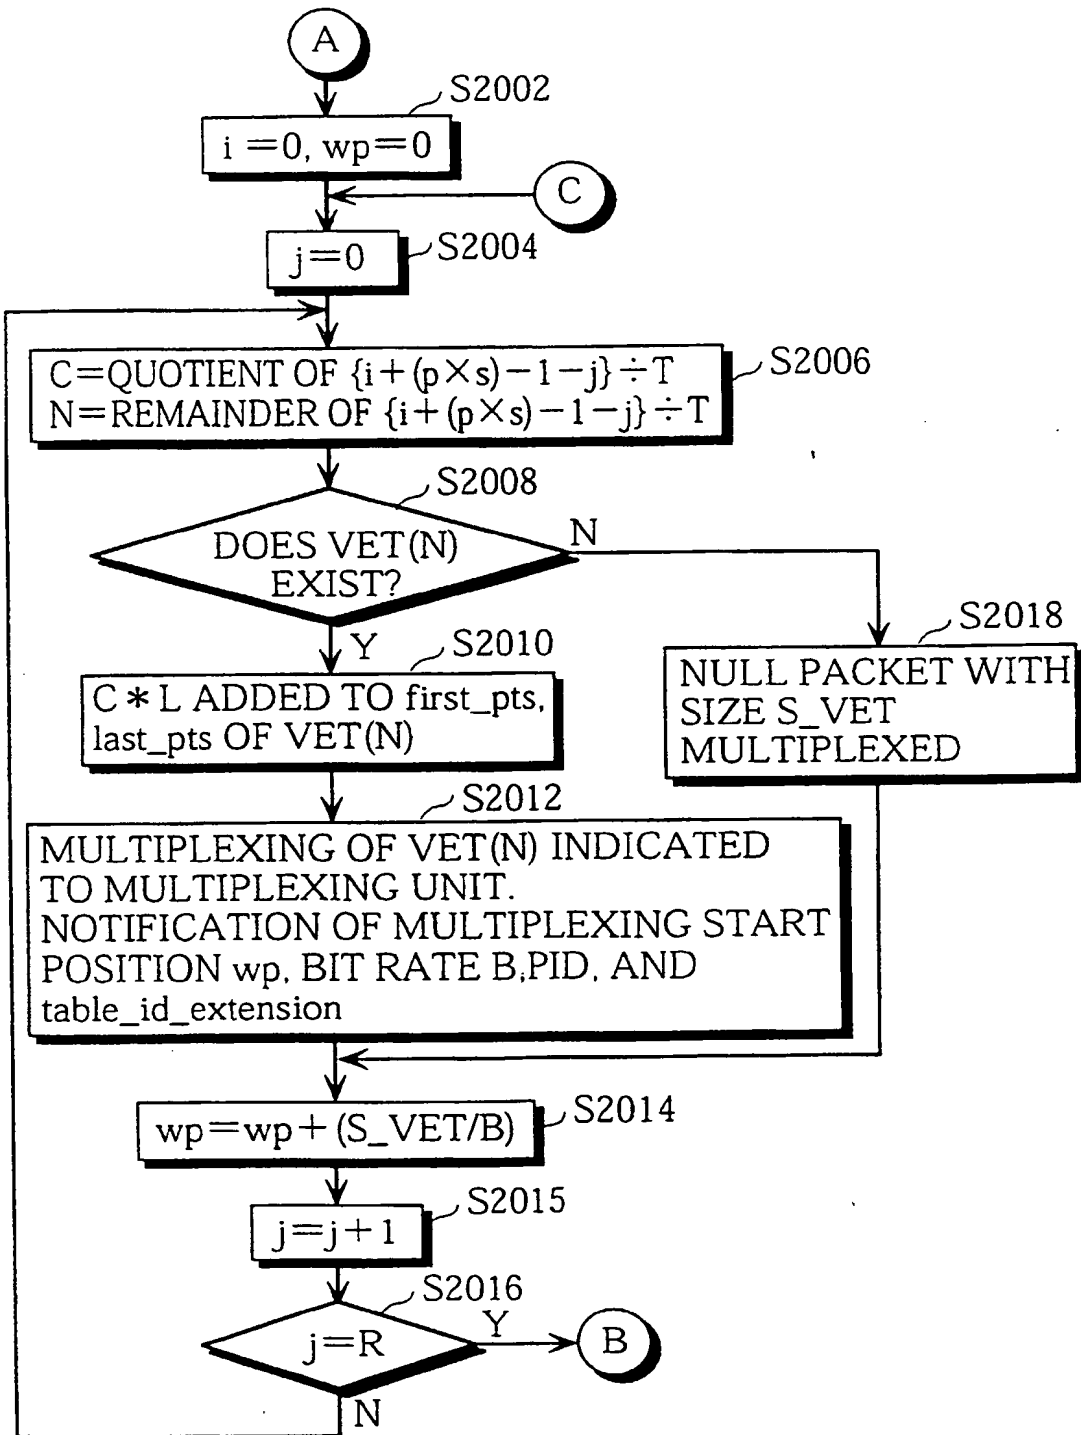 A
S2002
i=0, wp=0
C
S2004
j=0
S2006
C=QUOTIENT OF {i+(p×s)−1−j}÷T
N=REMAINDER OF {i+(p×s)−1−j}÷T
S2008
DOES VET(N)
EXIST?
N
Y
S2010
C*L ADDED TO first_pts,
last_pts OF VET(N)
S2018
NULL PACKET WITH
SIZE S_VET
MULTIPLEXED
S2012
MULTIPLEXING OF VET(N) INDICATED
TO MULTIPLEXING UNIT.
NOTIFICATION OF MULTIPLEXING START
POSITION wp, BIT RATE B,PID, AND
table_id_extension
S2014
wp=wp+(S_VET/B)
S2015
j=j+1
S2016
j=R
Y
B
N